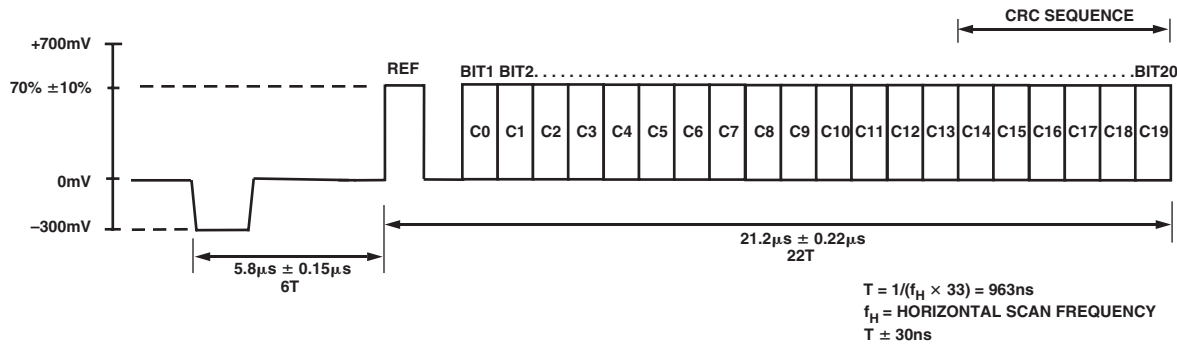 CRC SEQUENCE
+700mV
REF
BIT1 BIT2. . . . . . . . . . . . . . . . . . . . . . . . . . . . . . . . . . . . . . . . . . . . . . . . . . . . . . . . . . . . . . . . . . .BIT20
70% ±10%
C0 C1 C2 C3 C4 C5 C6 C7 C8 C9 C10 C11 C12 C13 C14 C15 C16 C17 C18 C19
0mV
–300mV
21.2μs ± 0.22μs
22T
5.8μs ± 0.15μs
6T
T = 1/(fH × 33) = 963ns
fH = HORIZONTAL SCAN FREQUENCY
T ± 30ns